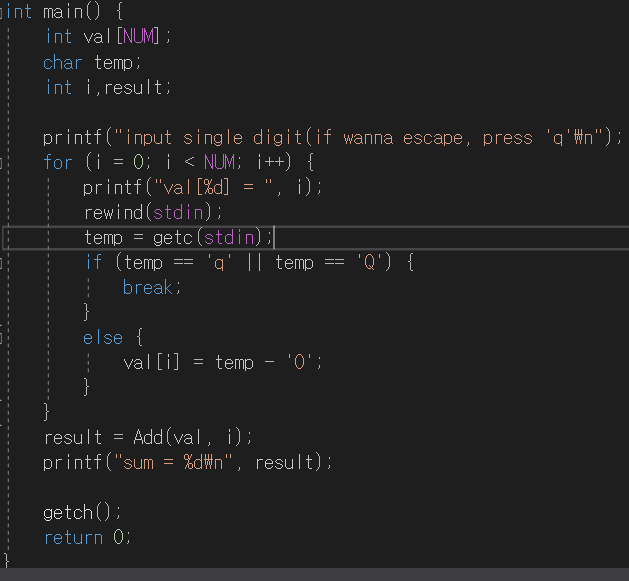 int main() {
    int val[NUM];
    char temp;
    int i,result;
    printf("input single digit(if wanna escape, press 'q'₩n");
    for (i = 0; i < NUM; i++) {
        printf("val[%d] = ", i);
        rewind(stdin);
        temp = getc(stdin);
        if (temp == 'q' || temp == 'Q') {
            break;
        }
        else {
            val[i] = temp - '0';
        }
    }
    result = Add(val, i);
    printf("sum = %d₩n", result);
    getch();
    return 0;
}